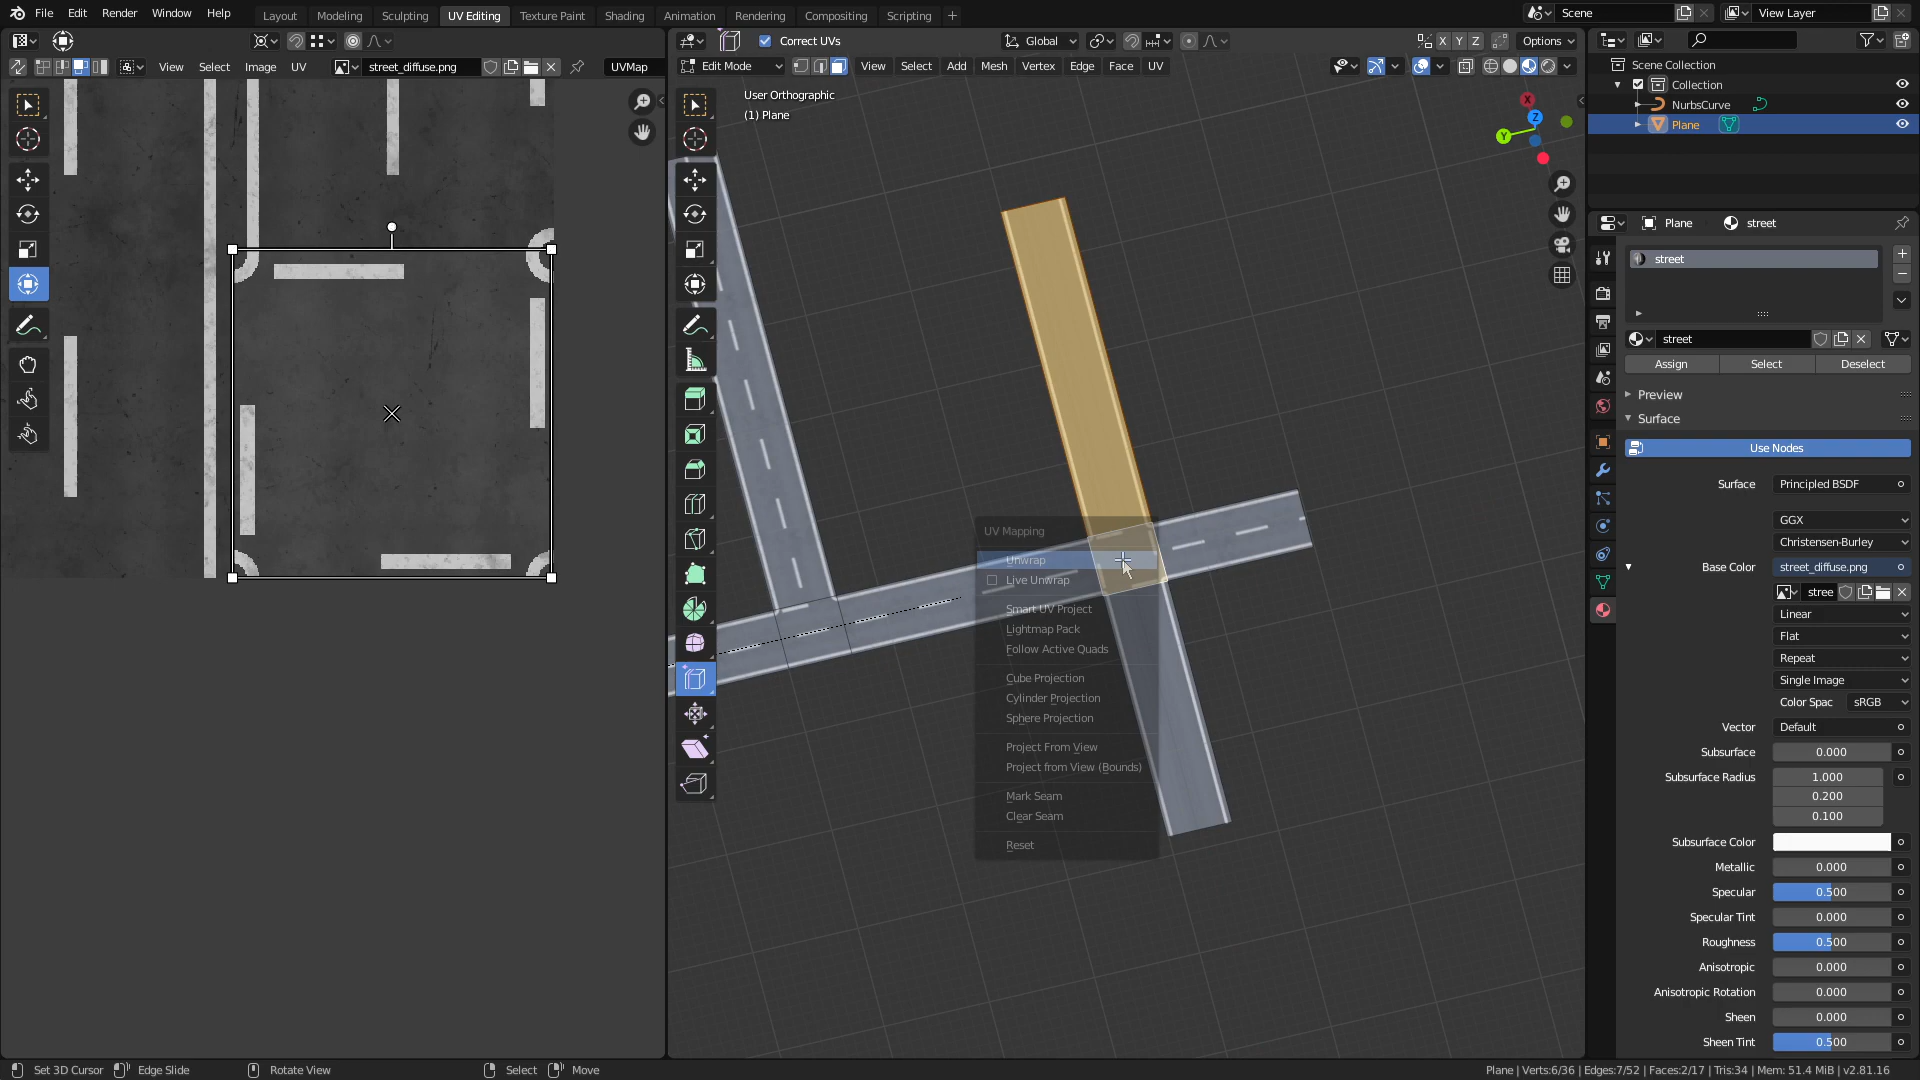 File Edit Render Window Help
Layout Modeling Sculpting UV Editing Texture Paint Shading Animation Rendering Compositing Scripting +
Scene
View Layer
View Select Image UV
street_diffuse.png
UVMap
Correct UVs
Global
X Y Z
Options
Edit Mode
View Select Add Mesh Vertex Edge Face UV
User Orthographic
(1) Plane
X
Y
Z
UV Mapping
Unwrap
Live Unwrap
Smart UV Project
Lightmap Pack
Follow Active Quads
Cube Projection
Cylinder Projection
Sphere Projection
Project From View
Project from View (Bounds)
Mark Seam
Clear Seam
Reset
Scene Collection
Collection
NurbsCurve
Plane
Plane street
street
street
Assign Select Deselect
Preview
Surface
Use Nodes
Surface Principled BSDF
GGX
Christensen-Burley
Base Color street_diffuse.png
stree
Linear
Flat
Repeat
Single Image
Color Spac sRGB
Vector Default
Subsurface 0.000
Subsurface Radius 1.000
0.200
0.100
Subsurface Color
Metallic 0.000
Specular 0.500
Specular Tint 0.000
Roughness 0.500
Anisotropic 0.000
Anisotropic Rotation 0.000
Sheen 0.000
Sheen Tint 0.500
Set 3D Cursor Edge Slide Rotate View Select Move
Plane | Verts:6/36 | Edges:7/52 | Faces:2/17 | Tris:34 | Mem: 51.4 MiB | v2.81.16